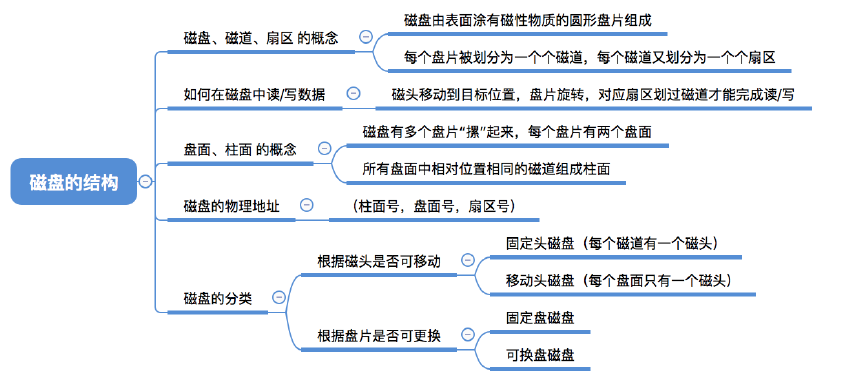 磁盘的结构
磁盘、磁道、扇区 的概念
磁盘由表面涂有磁性物质的圆形盘片组成
每个盘片被划分为一个个磁道，每个磁道又划分为一个个扇区
如何在磁盘中读/写数据
磁头移动到目标位置，盘片旋转，对应扇区划过磁道才能完成读/写
盘面、柱面 的概念
磁盘有多个盘片“摞”起来，每个盘片有两个盘面
所有盘面中相对位置相同的磁道组成柱面
磁盘的物理地址
（柱面号，盘面号，扇区号）
磁盘的分类
根据磁头是否可移动
固定头磁盘（每个磁道有一个磁头）
移动头磁盘（每个盘面只有一个磁头）
根据盘片是否可更换
固定盘磁盘
可换盘磁盘